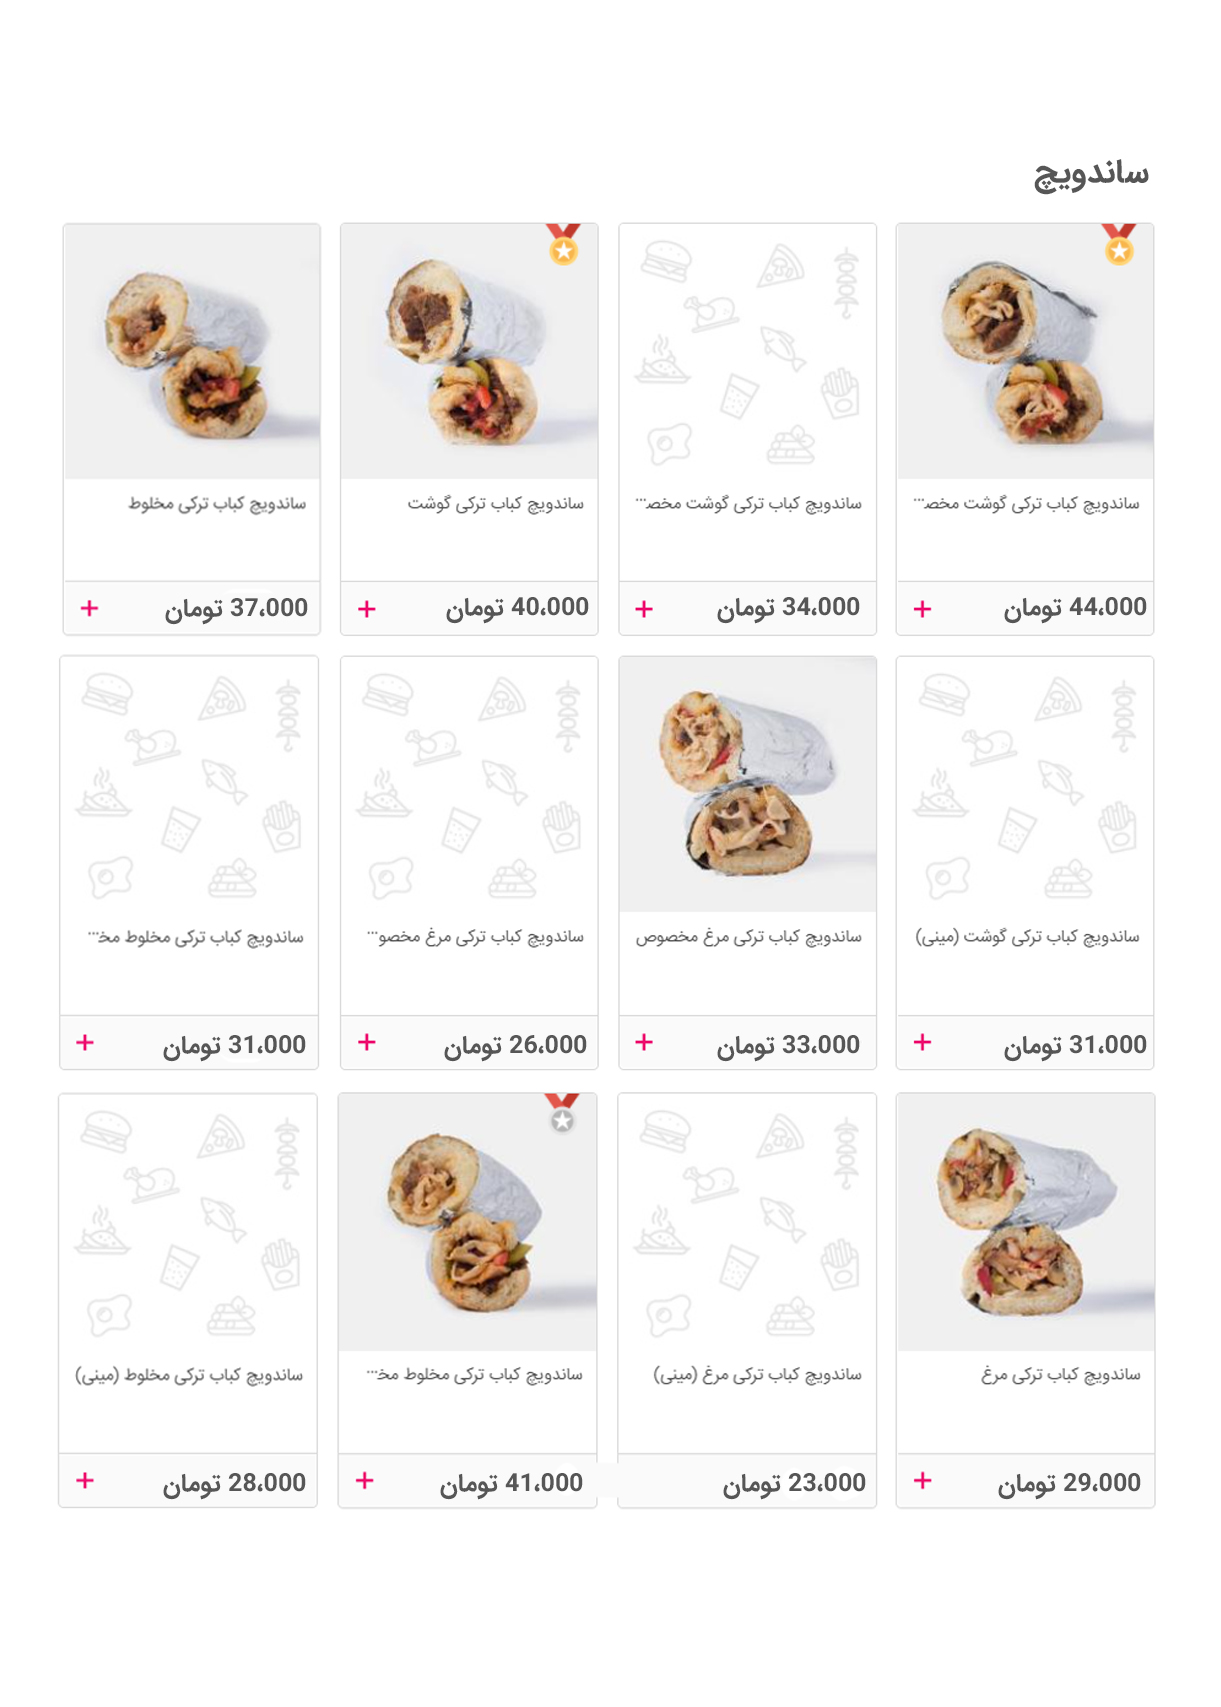 ساندویچ
ساندویچ کباب ترکی گوشت مخصـ...
44،000 تومان
ساندویچ کباب ترکی گوشت مخصـ...
34،000 تومان
ساندویچ کباب ترکی گوشت
40،000 تومان
ساندویچ کباب ترکی مخلوط
37،000 تومان
ساندویچ کباب ترکی گوشت (مینی)
31،000 تومان
ساندویچ کباب ترکی مرغ مخصوص
33،000 تومان
ساندویچ کباب ترکی مرغ مخصو...
26،000 تومان
ساندویچ کباب ترکی مخلوط مخـ...
31،000 تومان
ساندویچ کباب ترکی مرغ
29،000 تومان
ساندویچ کباب ترکی مرغ (مینی)
23،000 تومان
ساندویچ کباب ترکی مخلوط مخـ...
41،000 تومان
ساندویچ کباب ترکی مخلوط (مینی)
28،000 تومان